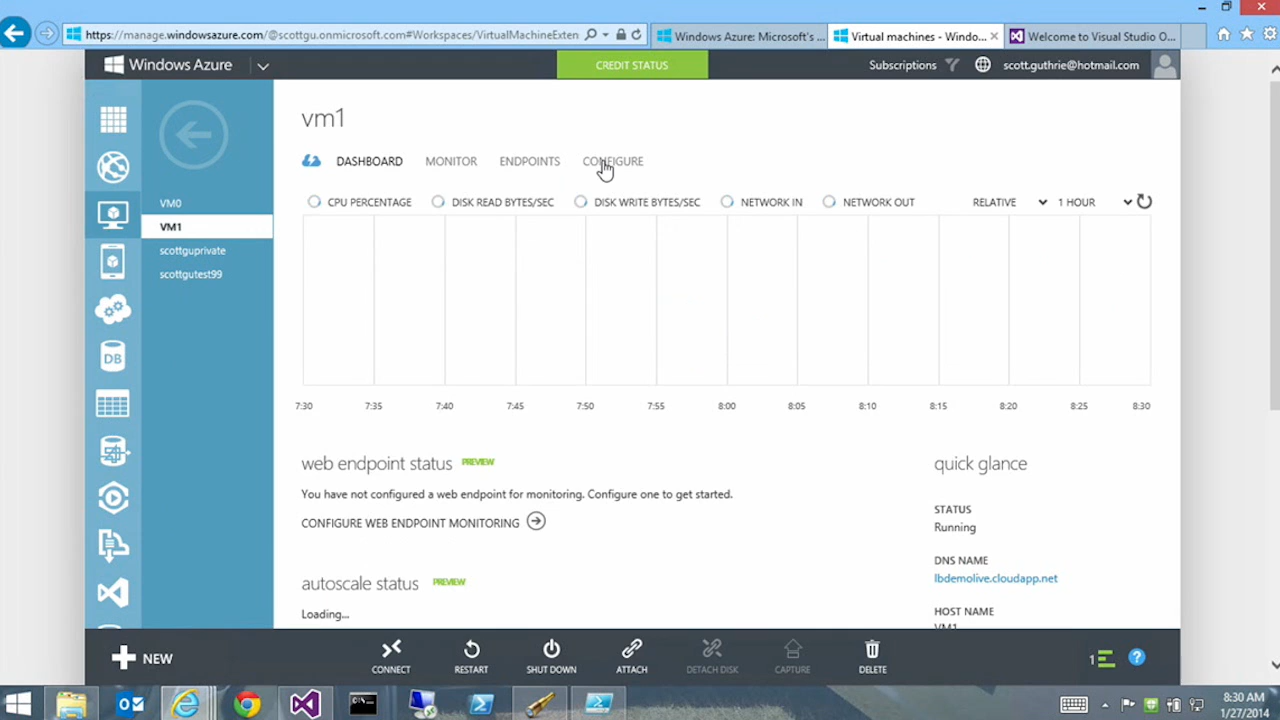 https://manage.windowsazure.com/@scottgu.onmicrosoft.com#Workspaces/VirtualMachineExten
Windows Azure: Microsoft's ...
Virtual machines - Windo...
Welcome to Visual Studio O...
Windows Azure
CREDIT STATUS
Subscriptions
scott.guthrie@hotmail.com
vm1
DASHBOARD MONITOR ENDPOINTS CONFIGURE
CPU PERCENTAGE DISK READ BYTES/SEC DISK WRITE BYTES/SEC NETWORK IN NETWORK OUT RELATIVE 1 HOUR
VM0
VM1
scottguprivate
scottgutest99
DB
7:30 7:35 7:40 7:45 7:50 7:55 8:00 8:05 8:10 8:15 8:20 8:25 8:30
web endpoint status PREVIEW
You have not configured a web endpoint for monitoring. Configure one to get started.
CONFIGURE WEB ENDPOINT MONITORING
autoscale status PREVIEW
Loading...
quick glance
STATUS
Running
DNS NAME
lbdemolive.cloudapp.net
HOST NAME
VM1
NEW
CONNECT RESTART SHUT DOWN ATTACH DETACH DISK CAPTURE DELETE
1
?
8:30 AM
1/27/2014